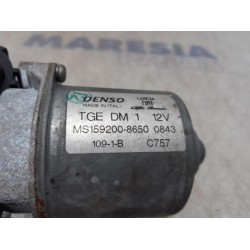 MARESIA
DENSO
MADE IN ITALY
TGE DM 1 12V
MS159200-8650 0843
109-1-B C757